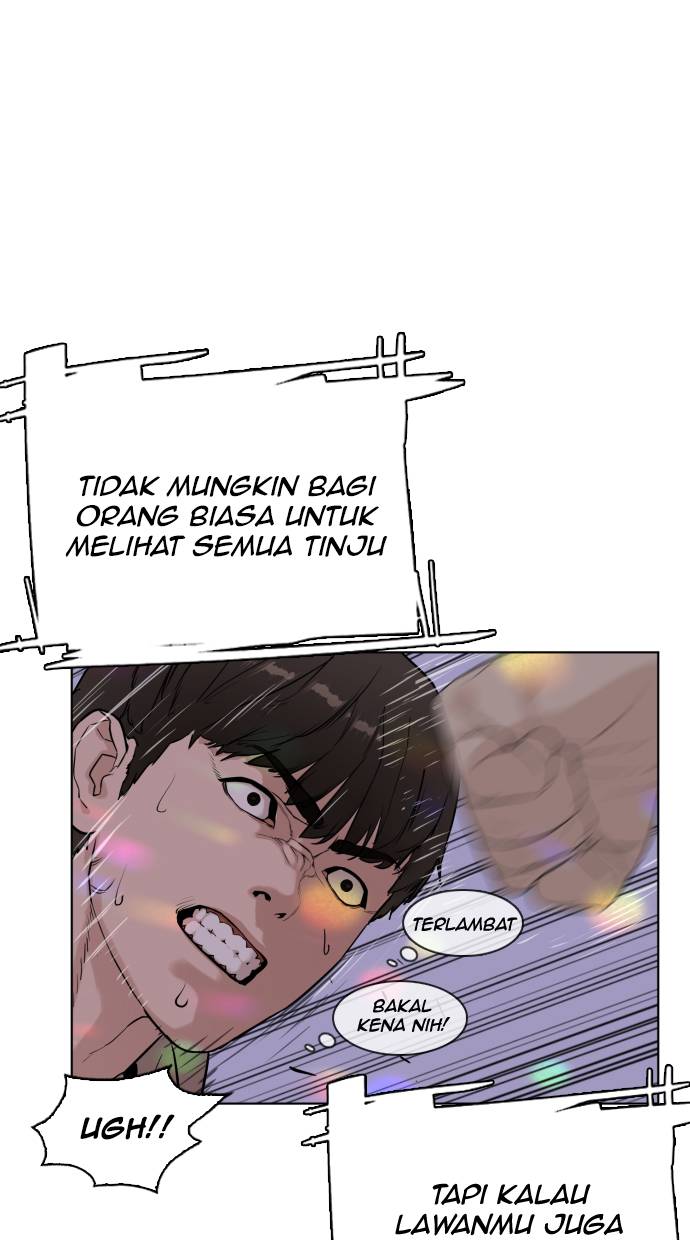 TIDAK MUNGKIN BAGI
ORANG BIASA UNTUK
MELIHAT SEMUA TINJU
TERLAMBAT
BAKAL
KENA NIH!
UGH!!
TAPI KALAU
LAWANMU JUGA